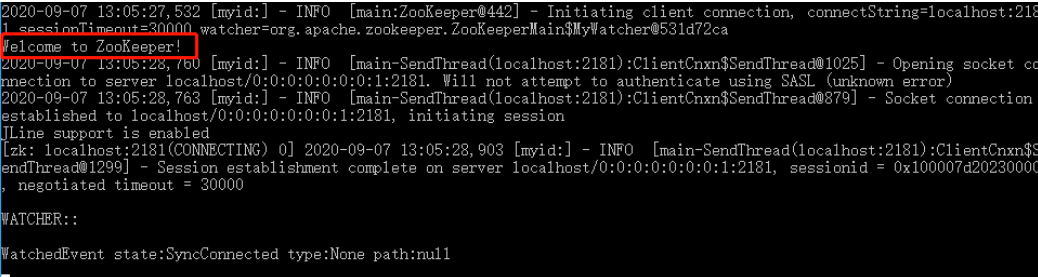 2020-09-07 13:05:27,532 [myid:] - INFO  [main:ZooKeeper@442] - Initiating client connection, connectString=localhost:218
sessionTimeout=30000 watcher=org.apache.zookeeper.ZooKeeperMain$MyWatcher@531d72ca
Welcome to ZooKeeper!
2020-09-07 13:05:28,760 [myid:] - INFO  [main-SendThread(localhost:2181):ClientCnxn$SendThread@1025] - Opening socket co
nnection to server localhost/0:0:0:0:0:0:0:1:2181. Will not attempt to authenticate using SASL (unknown error)
2020-09-07 13:05:28,763 [myid:] - INFO  [main-SendThread(localhost:2181):ClientCnxn$SendThread@879] - Socket connection
established to localhost/0:0:0:0:0:0:0:1:2181, initiating session
JLine support is enabled
[zk: localhost:2181(CONNECTING) 0] 2020-09-07 13:05:28,903 [myid:] - INFO  [main-SendThread(localhost:2181):ClientCnxn$S
endThread@1299] - Session establishment complete on server localhost/0:0:0:0:0:0:0:1:2181, sessionid = 0x100007d20230000
, negotiated timeout = 30000
WATCHER::
WatchedEvent state:SyncConnected type:None path:null